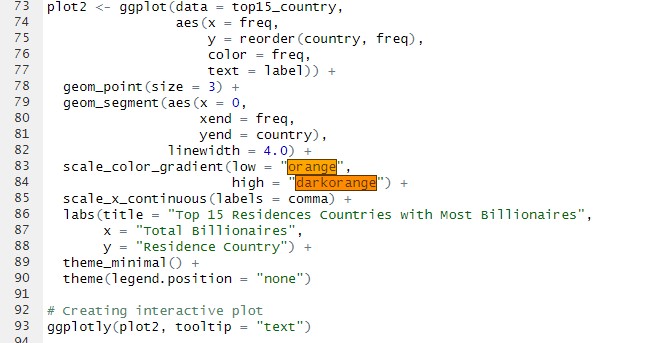 73 plot2 <- ggplot(data = top15_country,
74 aes(x = freq,
75 y = reorder(country, freq),
76 color = freq,
77 text = label)) +
78 geom_point(size = 3) +
79 geom_segment(aes(x = 0,
80 xend = freq,
81 yend = country),
82 linewidth = 4.0) +
83 scale_color_gradient(low = "orange",
84 high = "darkorange") +
85 scale_x_continuous(labels = comma) +
86 labs(title = "Top 15 Residences Countries with Most Billionaires",
87 x = "Total Billionaires",
88 y = "Residence Country") +
89 theme_minimal() +
90 theme(legend.position = "none")
91
92 # Creating interactive plot
93 ggplotly(plot2, tooltip = "text")
94